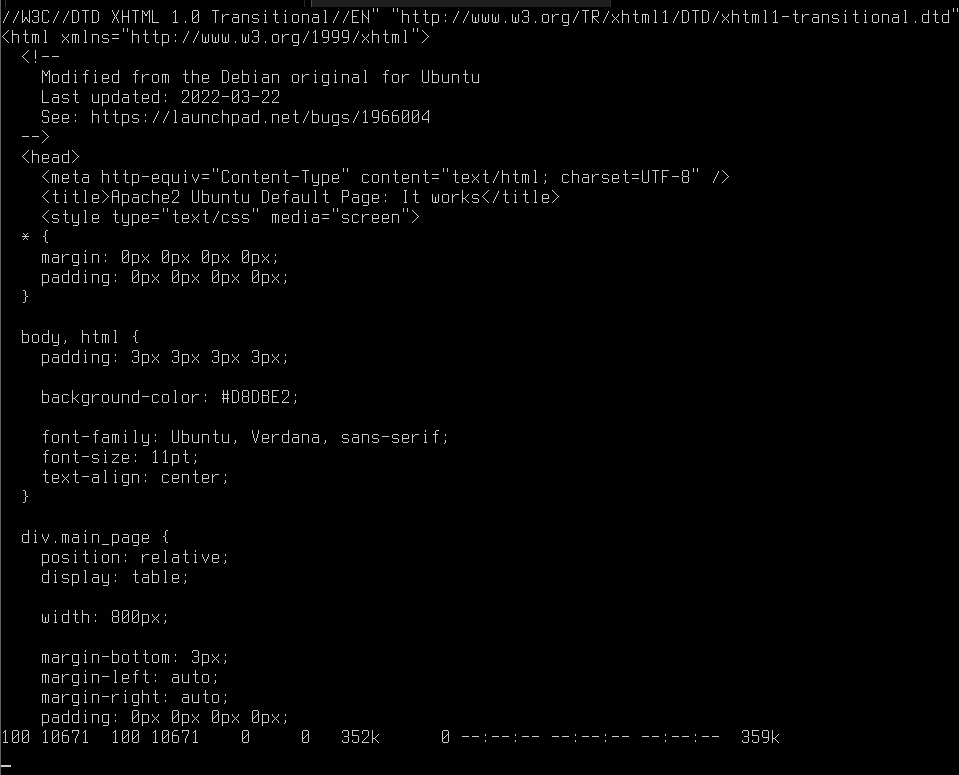 //W3C//DTD XHTML 1.0 Transitional//EN" "http://www.w3.org/TR/xhtml1/DTD/xhtml1-transitional.dtd"
<html xmlns="http://www.w3.org/1999/xhtml">
  <!--
    Modified from the Debian original for Ubuntu
    Last updated: 2022-03-22
    See: https://launchpad.net/bugs/1966004
  -->
  <head>
    <meta http-equiv="Content-Type" content="text/html; charset=UTF-8" />
    <title>Apache2 Ubuntu Default Page: It works</title>
    <style type="text/css" media="screen">
  * {
    margin: 0px 0px 0px 0px;
    padding: 0px 0px 0px 0px;
  }

  body, html {
    padding: 3px 3px 3px 3px;

    background-color: #D8DBE2;

    font-family: Ubuntu, Verdana, sans-serif;
    font-size: 11pt;
    text-align: center;
  }

  div.main_page {
    position: relative;
    display: table;

    width: 800px;

    margin-bottom: 3px;
    margin-left: auto;
    margin-right: auto;
    padding: 0px 0px 0px 0px;
100 10671  100 10671    0     0   352k      0 --:--:-- --:--:-- --:--:--  359k